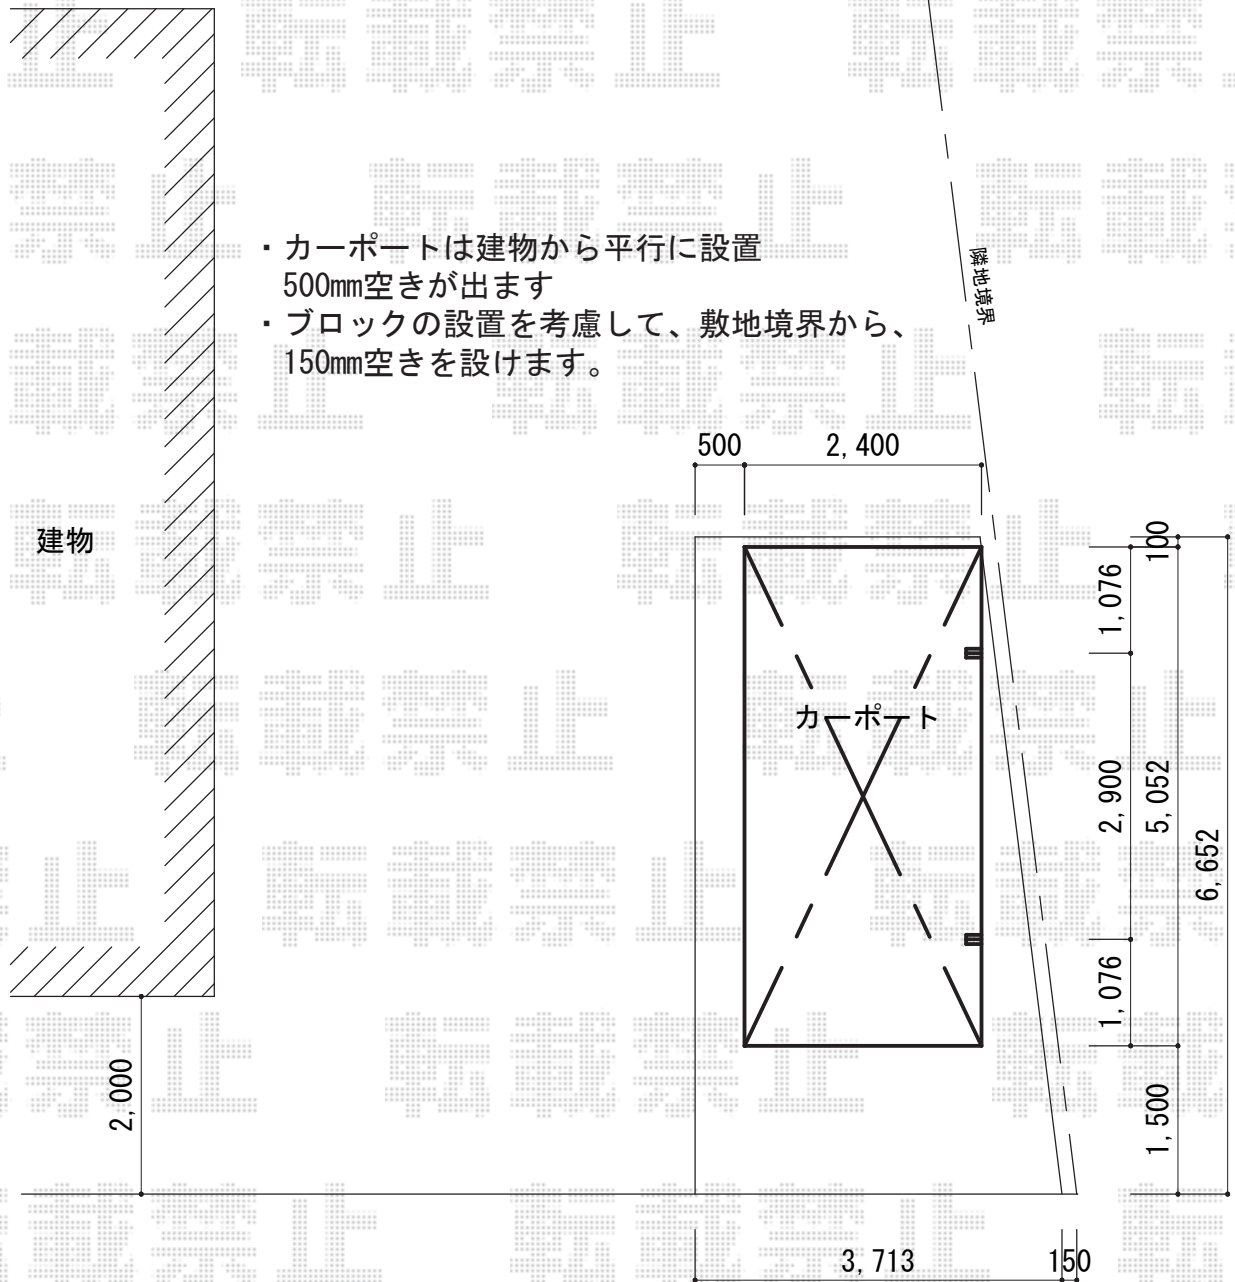 ・カーポートは建物から平行に設置
500mm空きが出ます
・ブロックの設置を考慮して、敷地境界から、
150mm空きを設けます。
隣地境界
500
2,400
建物
カーポート
100
1,076
2,900
5,052
6,652
1,076
1,500
2,000
3,713
150
転載禁止